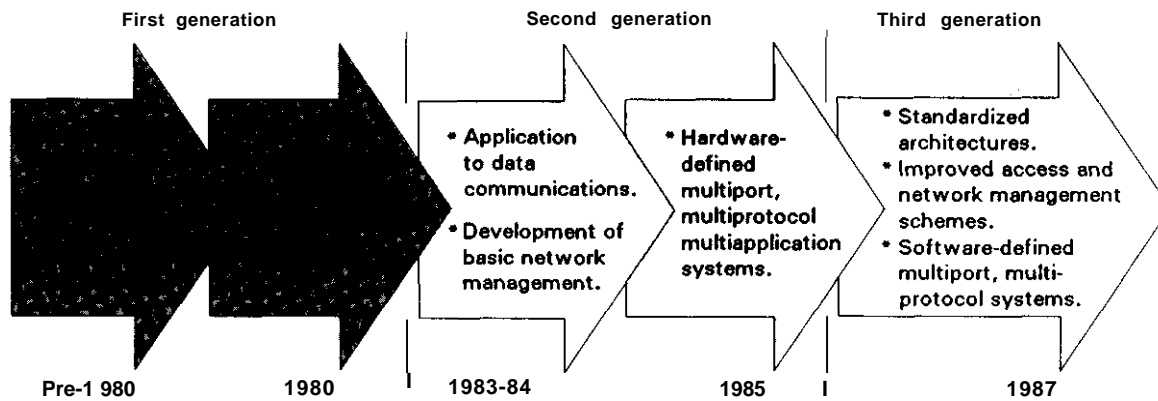 First generation
Second generation
Third generation
* Application
to data
communications.
* Development of
basic network
management.
* Hardware-
defined
multiport,
multiprotocol
multiapplication
systems.
* Standardized
architectures.
* Improved access and
network management
schemes.
* Software-defined
multiport, multi-
protocol systems.
Pre-1 980
1980
1983-84
1985
1987